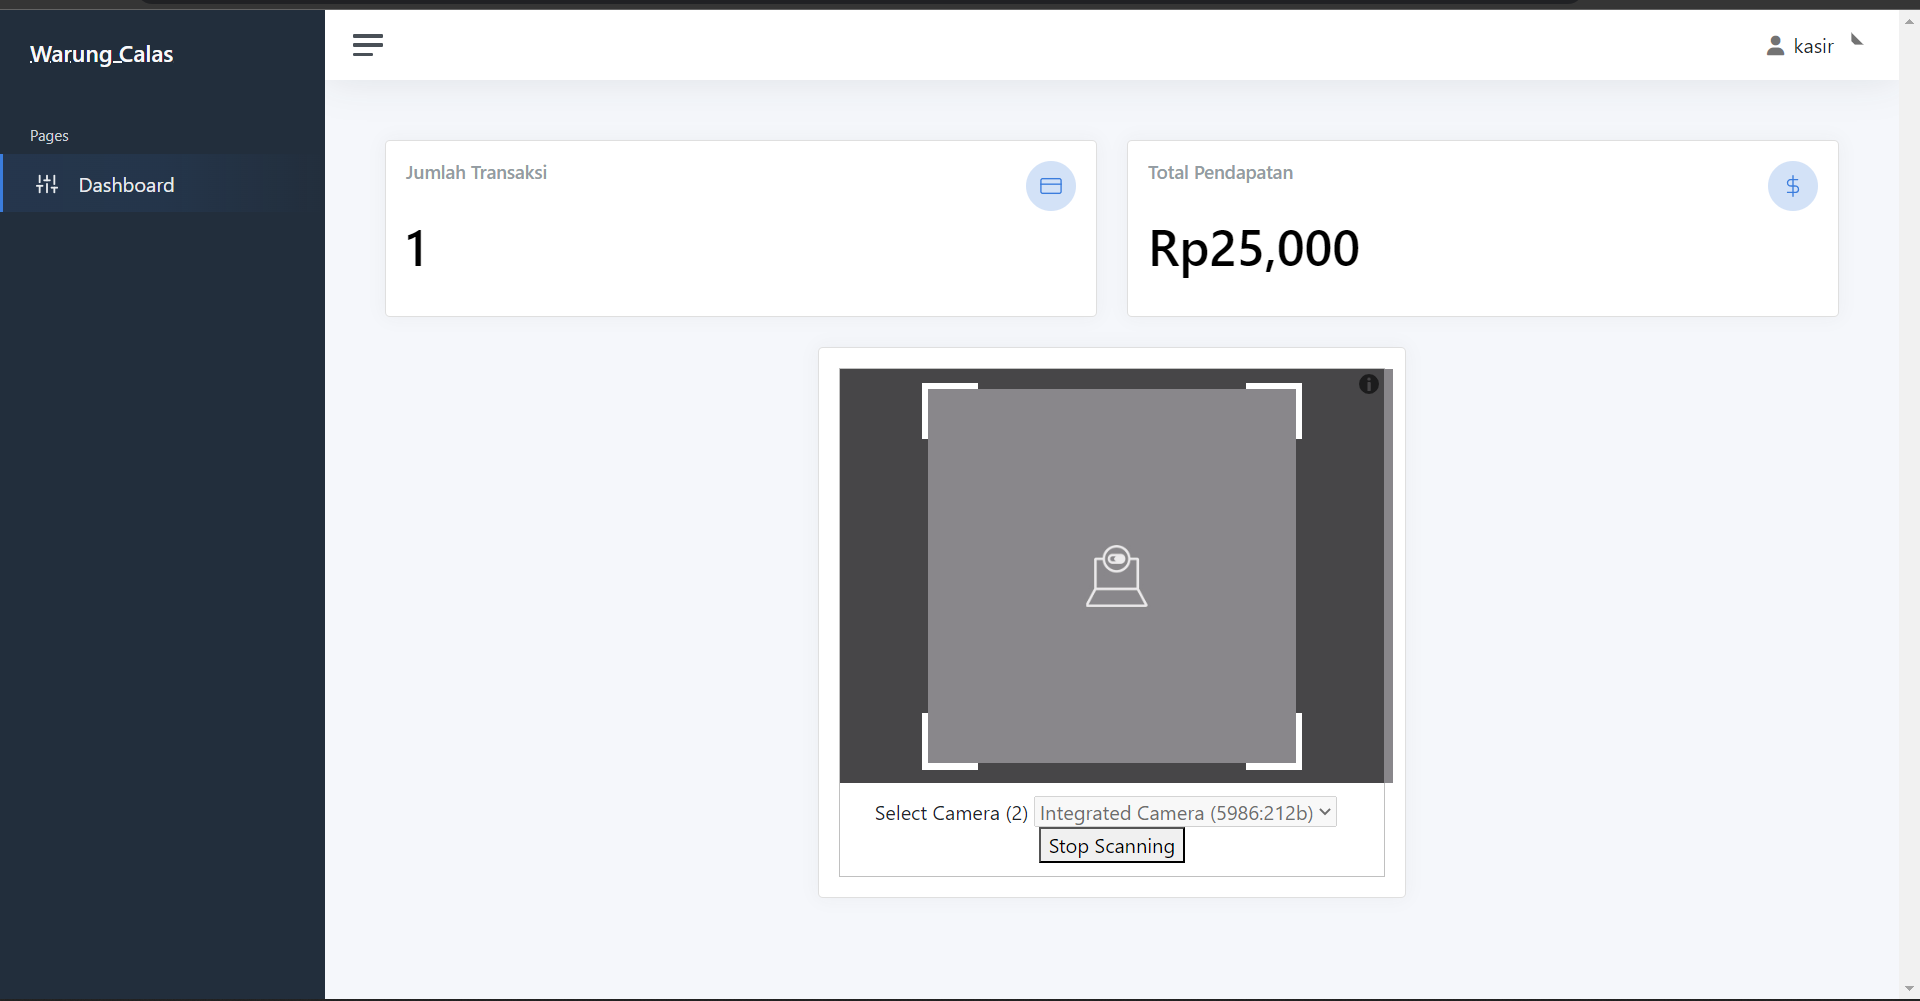 Warung_Calas
kasir
Pages
Dashboard
Jumlah Transaksi
1
Total Pendapatan
Rp25,000
Select Camera (2) Integrated Camera (5986:212b)
Stop Scanning